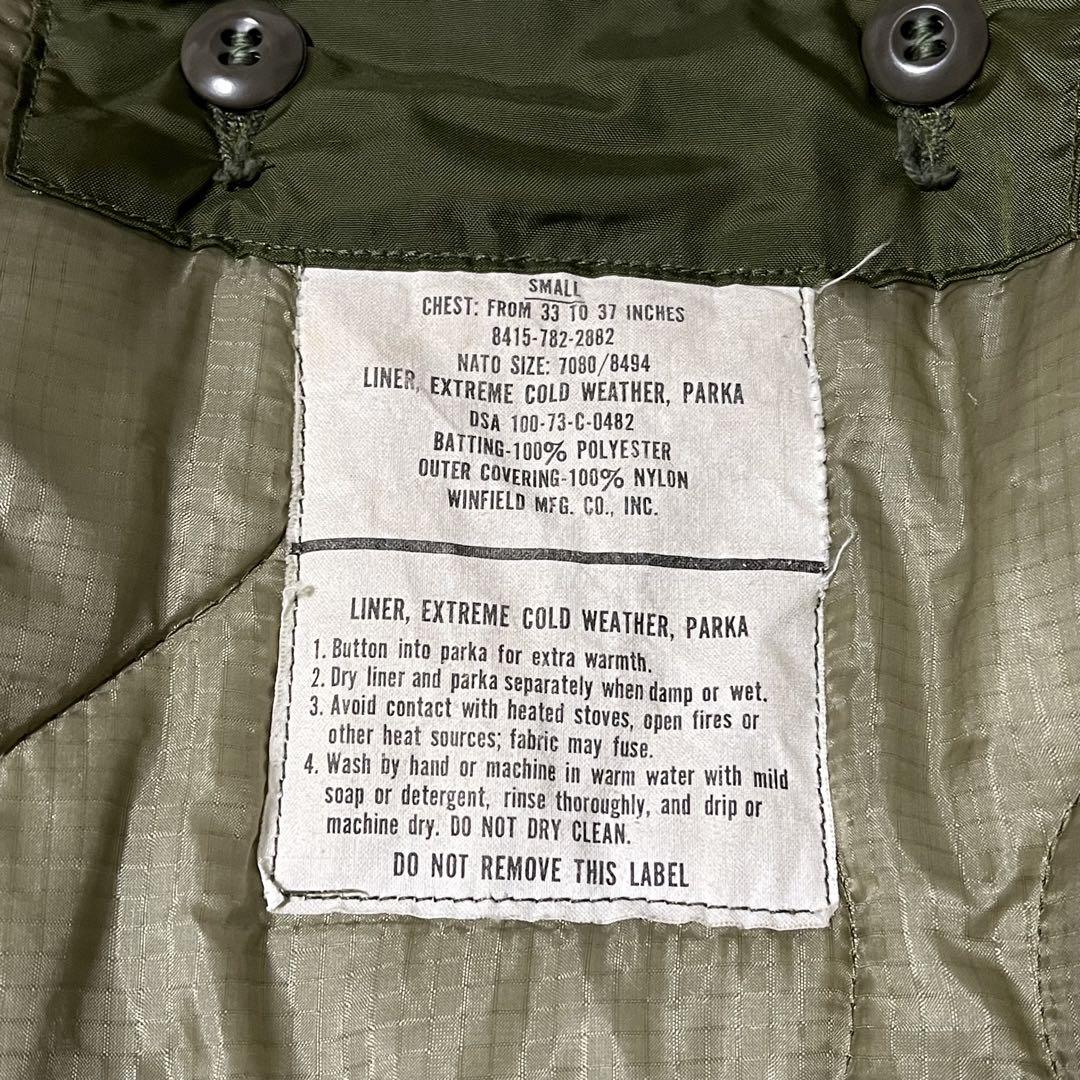 SMALL
CHEST: FROM 33 TO 37 INCHES
8415-782-2882
NATO SIZE: 7080/8494
LINER, EXTREME COLD WEATHER, PARKA
DSA 100-73-C-0482
BATTING-100% POLYESTER
OUTER COVERING-100% NYLON
WINFIELD MFG. CO., INC.
LINER, EXTREME COLD WEATHER, PARKA
1. Button into parka for extra warmth.
2. Dry liner and parka separately when damp or wet.
3. Avoid contact with heated stoves, open fires or
other heat sources; fabric may fuse.
4. Wash by hand or machine in warm water with mild
soap or detergent, rinse thoroughly, and drip or
machine dry. DO NOT DRY CLEAN.
DO NOT REMOVE THIS LABEL